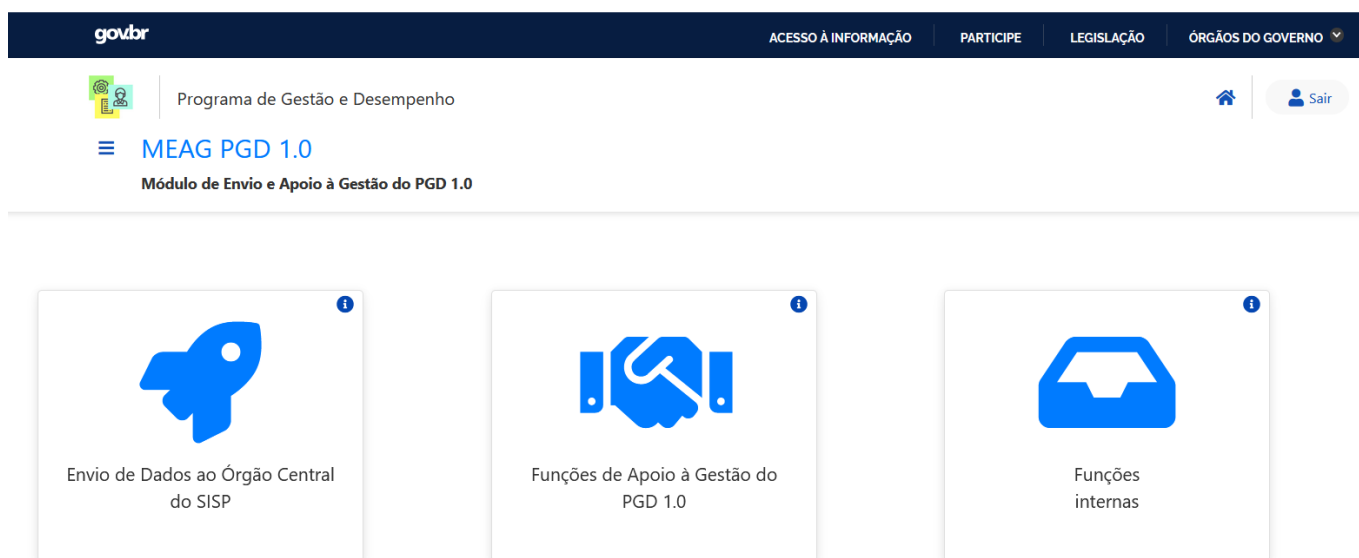 gov.br
ACESSO À INFORMAÇÃO PARTICIPE LEGISLAÇÃO ÓRGÃOS DO GOVERNO
Programa de Gestão e Desempenho
Sair
MEAG PGD 1.0
Módulo de Envio e Apoio à Gestão do PGD 1.0
Envio de Dados ao Órgão Central
do SISP
Funções de Apoio à Gestão do
PGD 1.0
Funções
internas